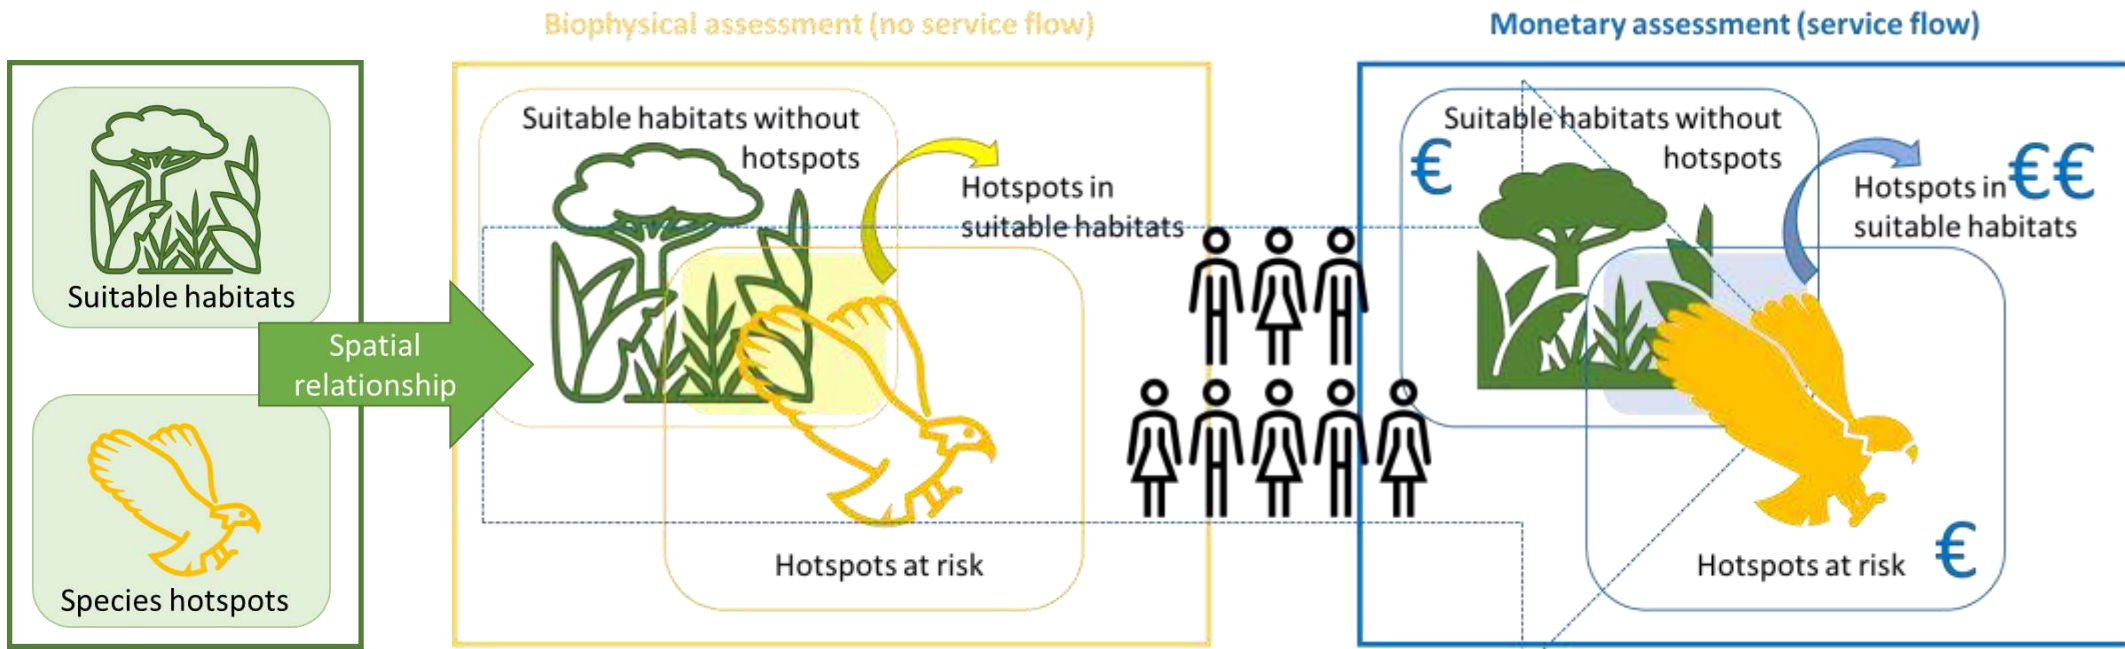 Biophysical assessment (no service flow)
Monetary assessment (service flow)
Suitable habitats
Species hotspots
Spatial
relationship
Suitable habitats without
hotspots
Hotspots in
suitable habitats
Hotspots at risk
Suitable habitats without
hotspots
€
Hotspots in €€
suitable habitats
Hotspots at risk €